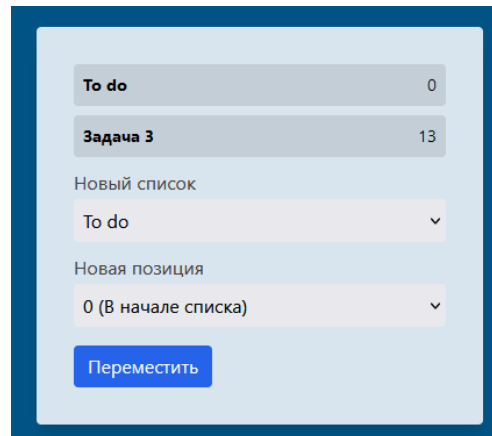 To do 0
Задача 3 13
Новый список
To do
Новая позиция
0 (В начале списка)
Переместить